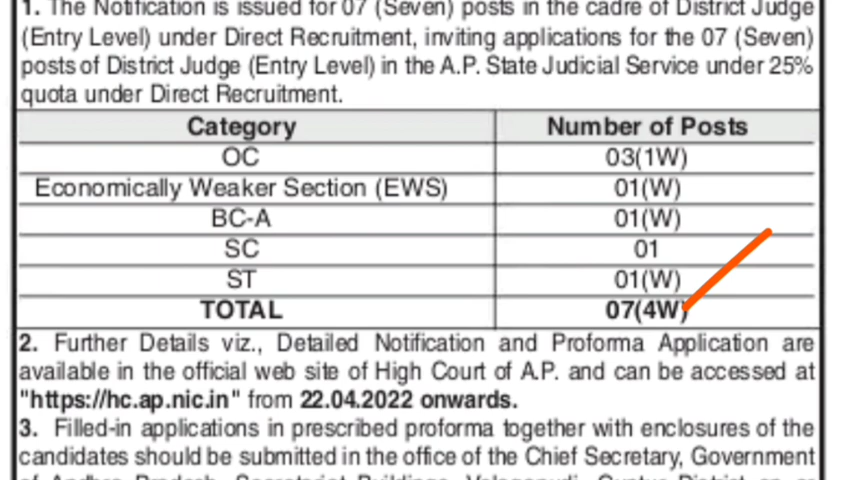 1. The Notification is issued for 07 (Seven) posts in the cadre of District Judge
(Entry Level) under Direct Recruitment, inviting applications for the 07 (Seven)
posts of District Judge (Entry Level) in the A.P. State Judicial Service under 25%
quota under Direct Recruitment.
Category Number of Posts
OC 03(1W)
Economically Weaker Section (EWS) 01(W)
BC-A 01(W)
SC 01
ST 01(W)
TOTAL 07(4W)
2. Further Details viz., Detailed Notification and Proforma Application are
available in the official web site of High Court of A.P. and can be accessed at
"https://hc.ap.nic.in" from 22.04.2022 onwards.
3. Filled-in applications in prescribed proforma together with enclosures of the
candidates should be submitted in the office of the Chief Secretary, Government